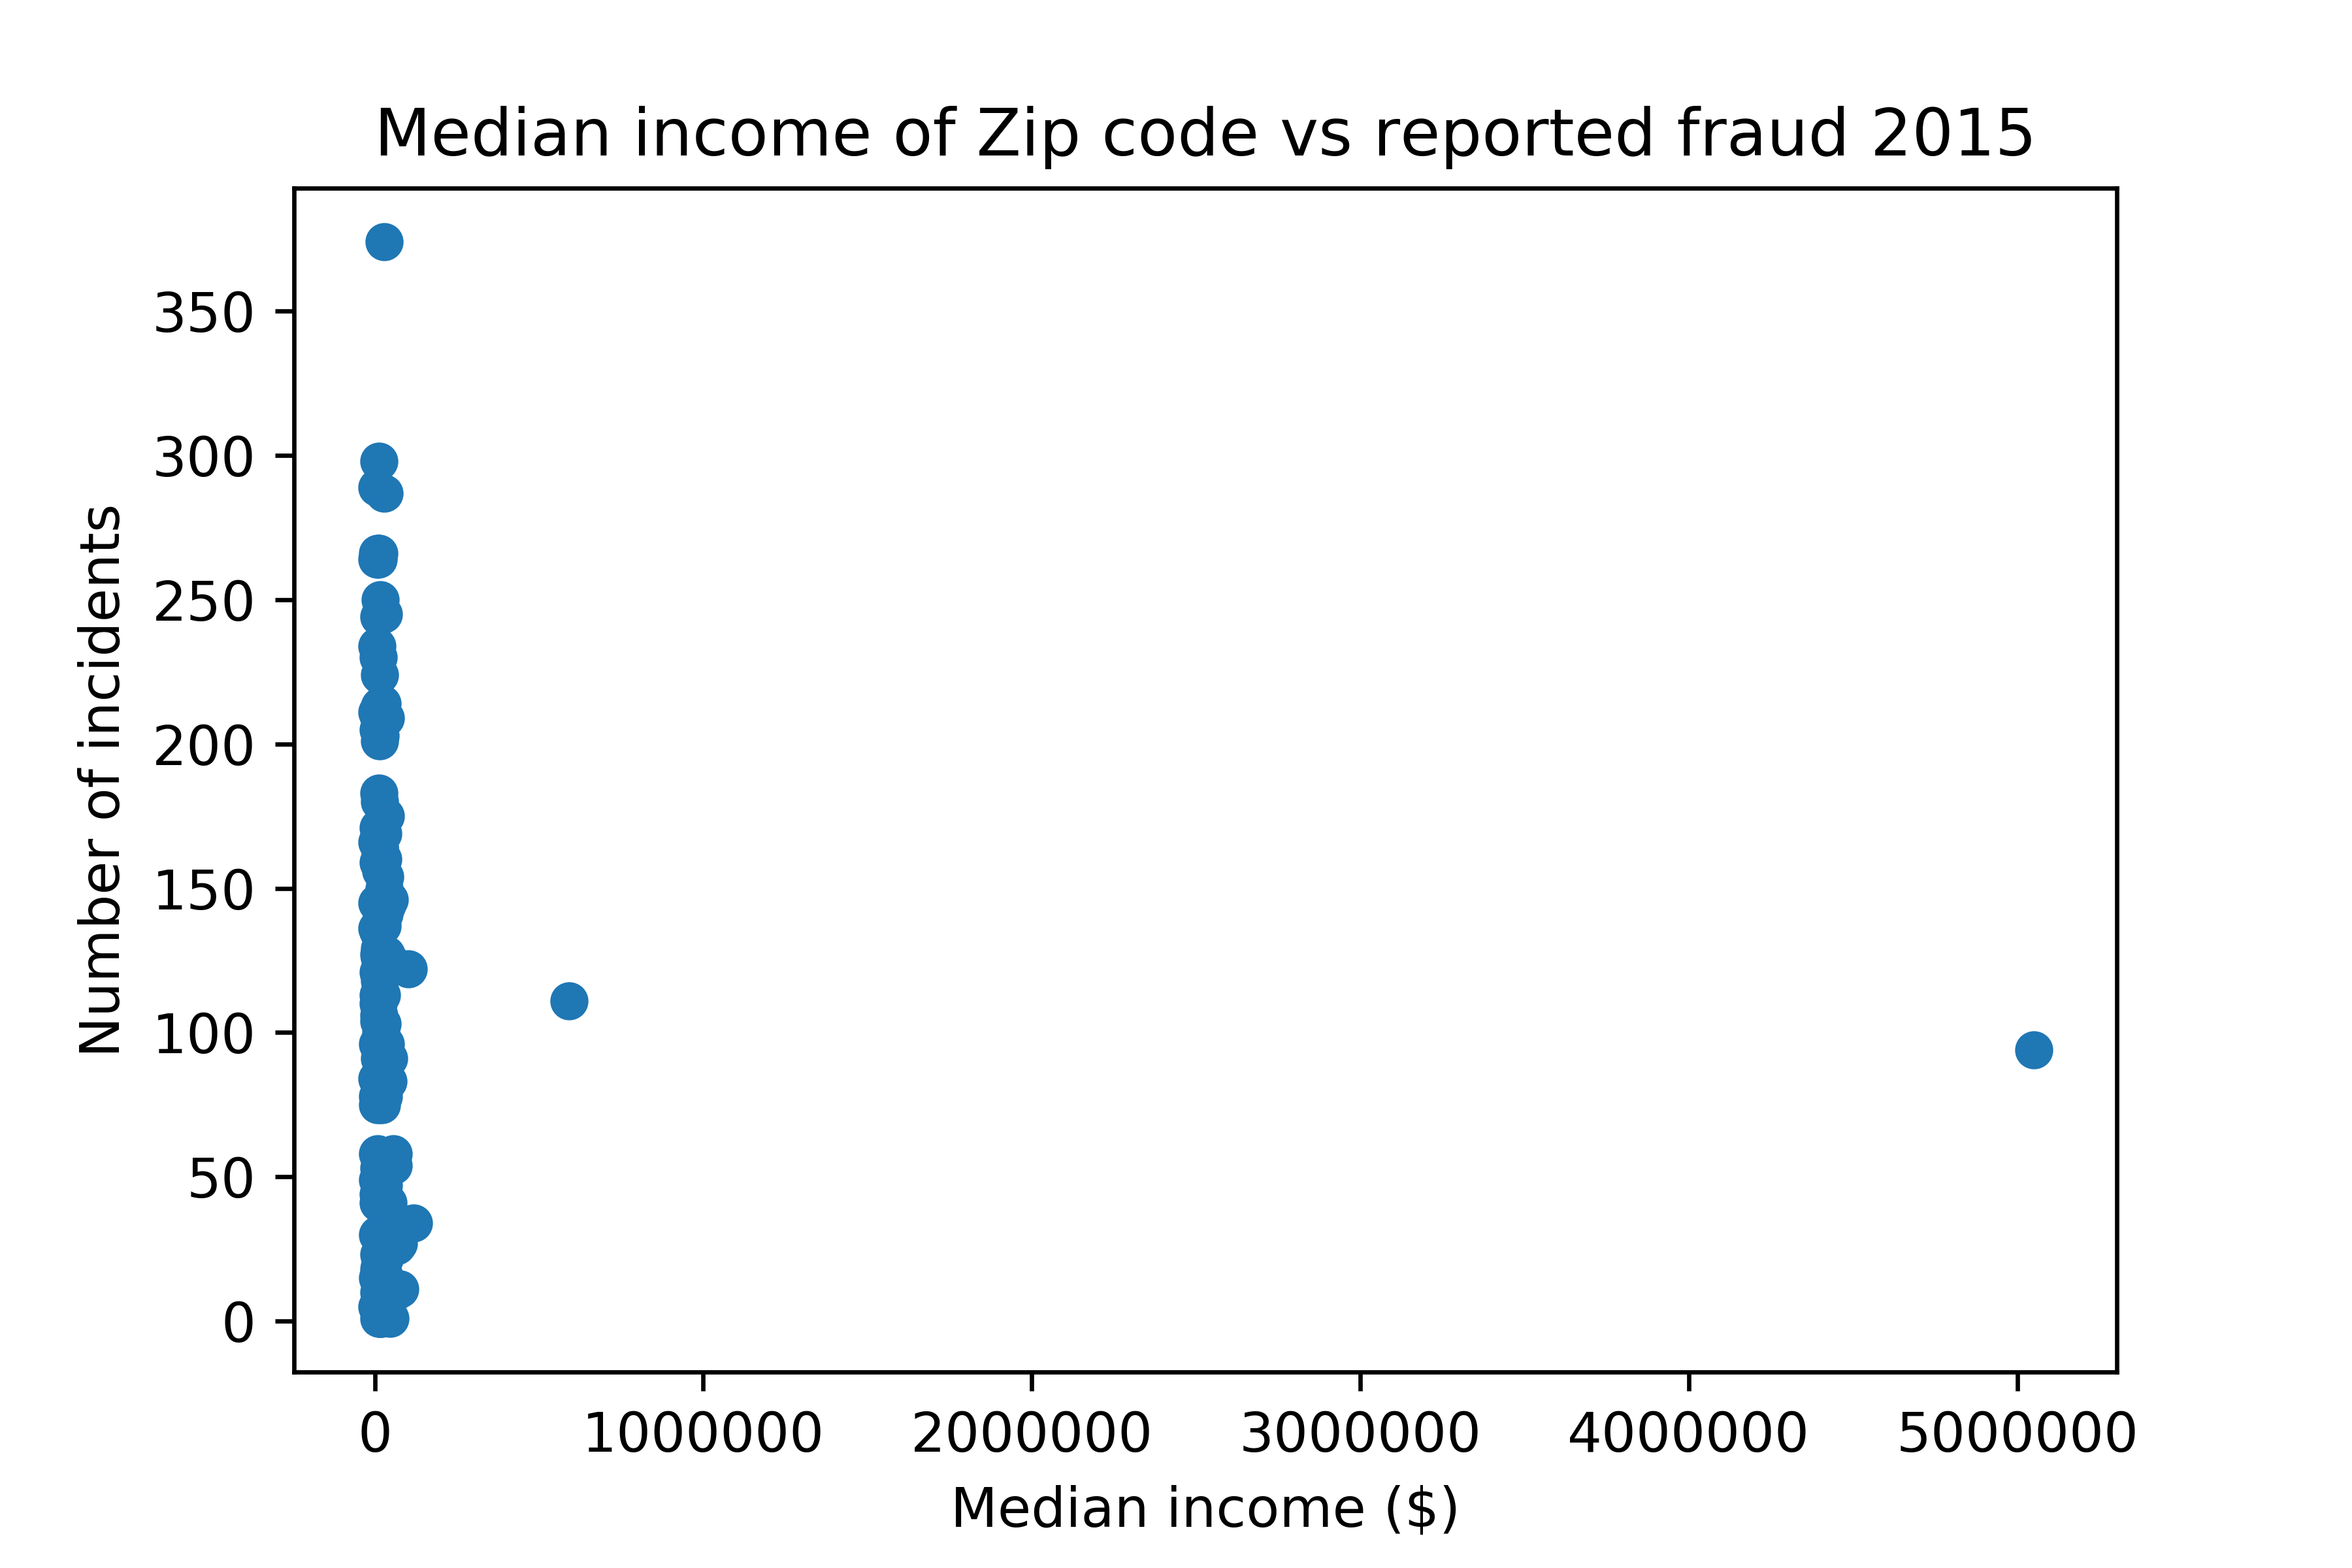 Median income of Zip code vs reported fraud 2015
Number of incidents
350
300
250
200
150
100
50
0
0 1000000 2000000 3000000 4000000 5000000
Median income ($)